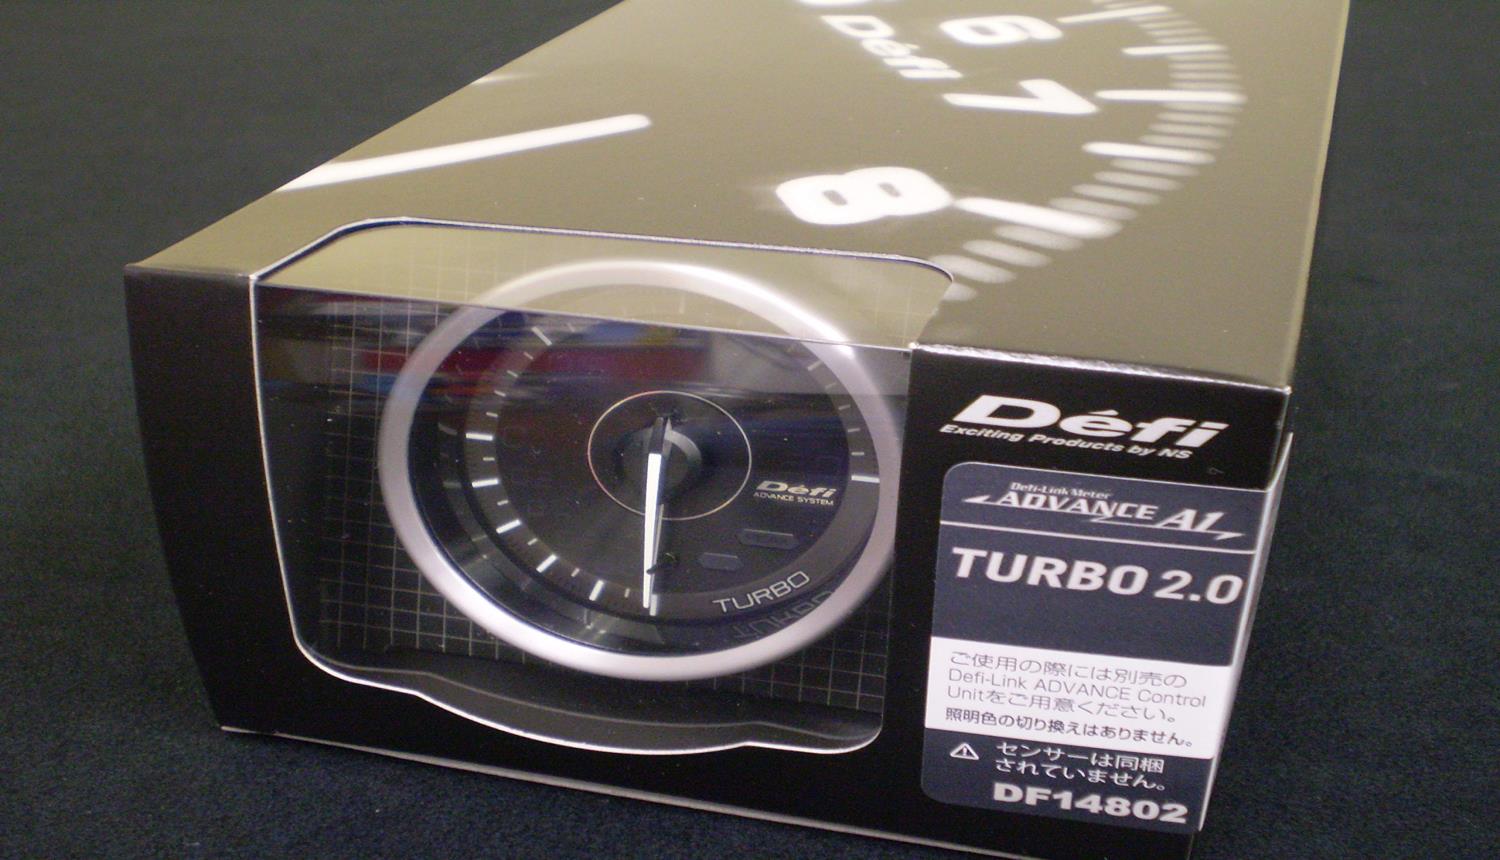 6
Défi
7
8
Défi
Exciting Products by NS
Défi
ADVANCE SYSTEM
TURBO
Defi-Link Meter
ADVANCE A1
TURBO 2.0
ご使用の際には別売の
Defi-Link ADVANCE Control
Unitをご用意ください。
照明色の切り換えはありません。
センサーは同梱
されていません。
DF14802